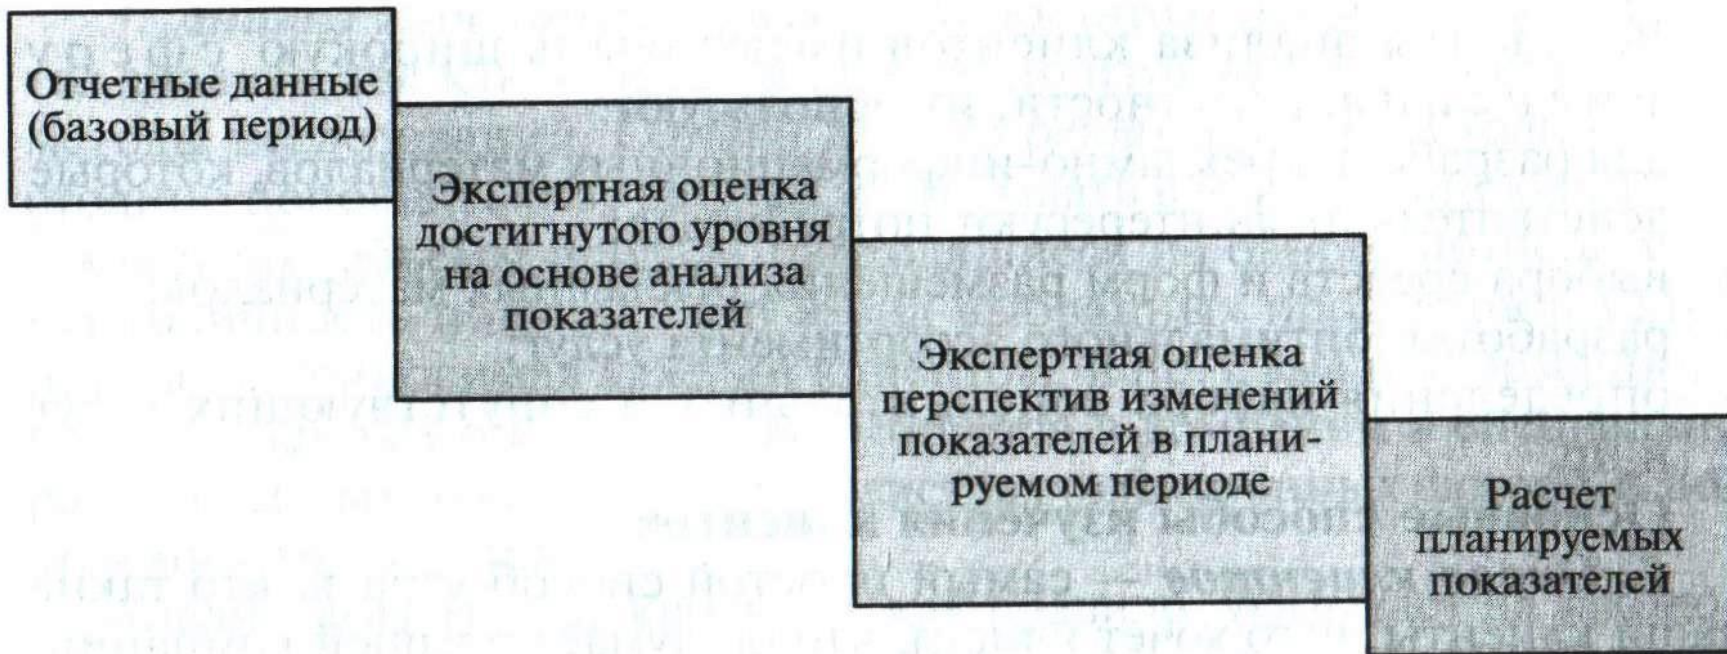 Отчетные данные
(базовый период)
Экспертная оценка
достигнутого уровня
на основе анализа
показателей
Экспертная оценка
перспектив изменений
показателей в плани-
руемом периоде
Расчет
планируемых
показателей